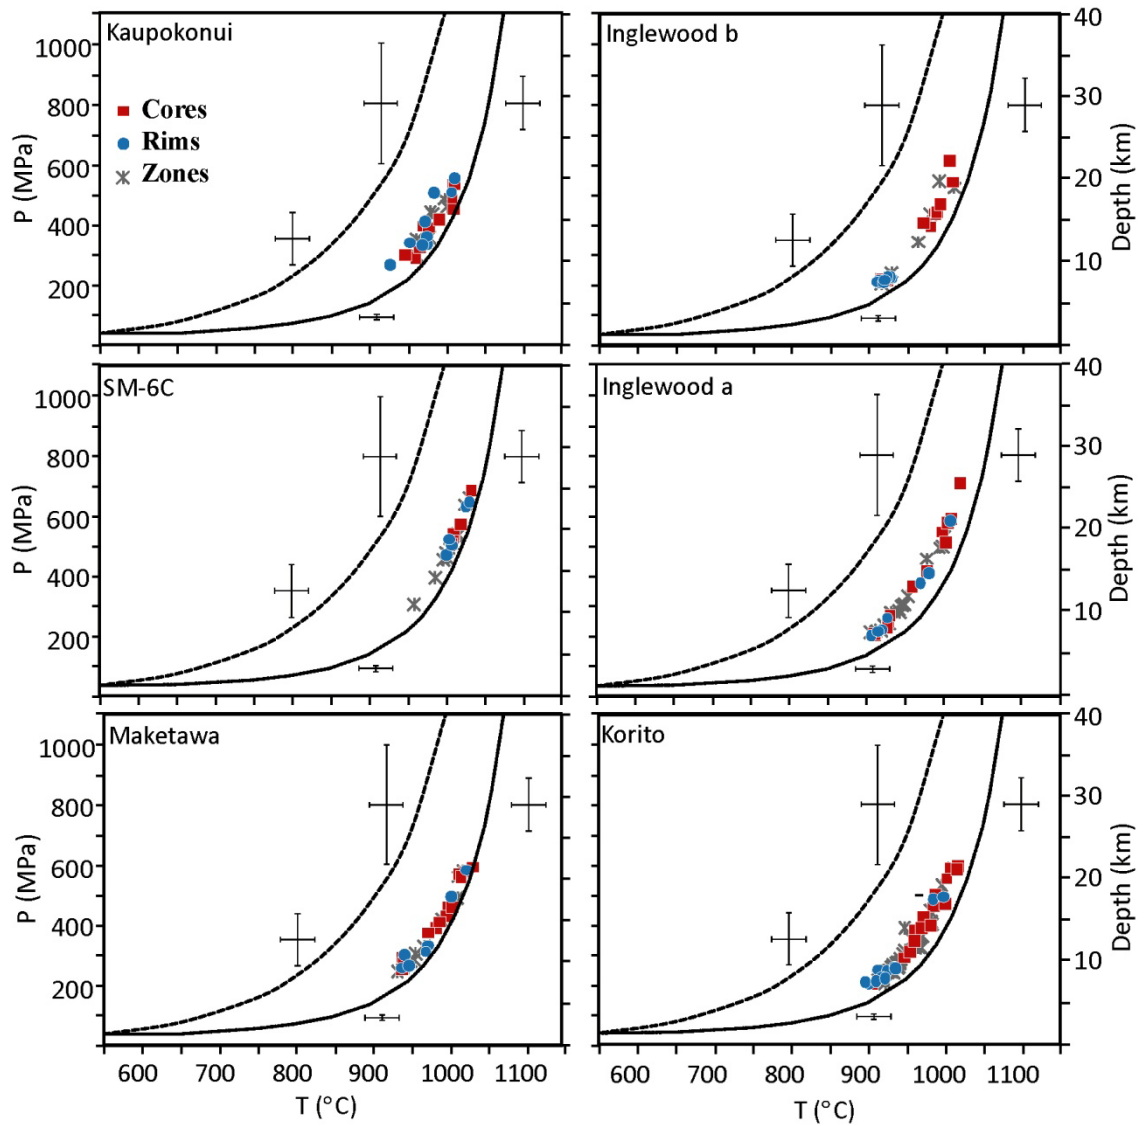 Kaupokonui
Cores
Rims
Zones
P (MPa)
1000
800
600
400
200
Inglewood b
40
30
20
10
Depth (km)
SM-6C
P (MPa)
1000
800
600
400
200
Inglewood a
40
30
20
10
Depth (km)
Maketawa
P (MPa)
1000
800
600
400
200
600 700 800 900 1000 1100
T (°C)
Korito
40
30
20
10
Depth (km)
600 700 800 900 1000 1100
T (°C)